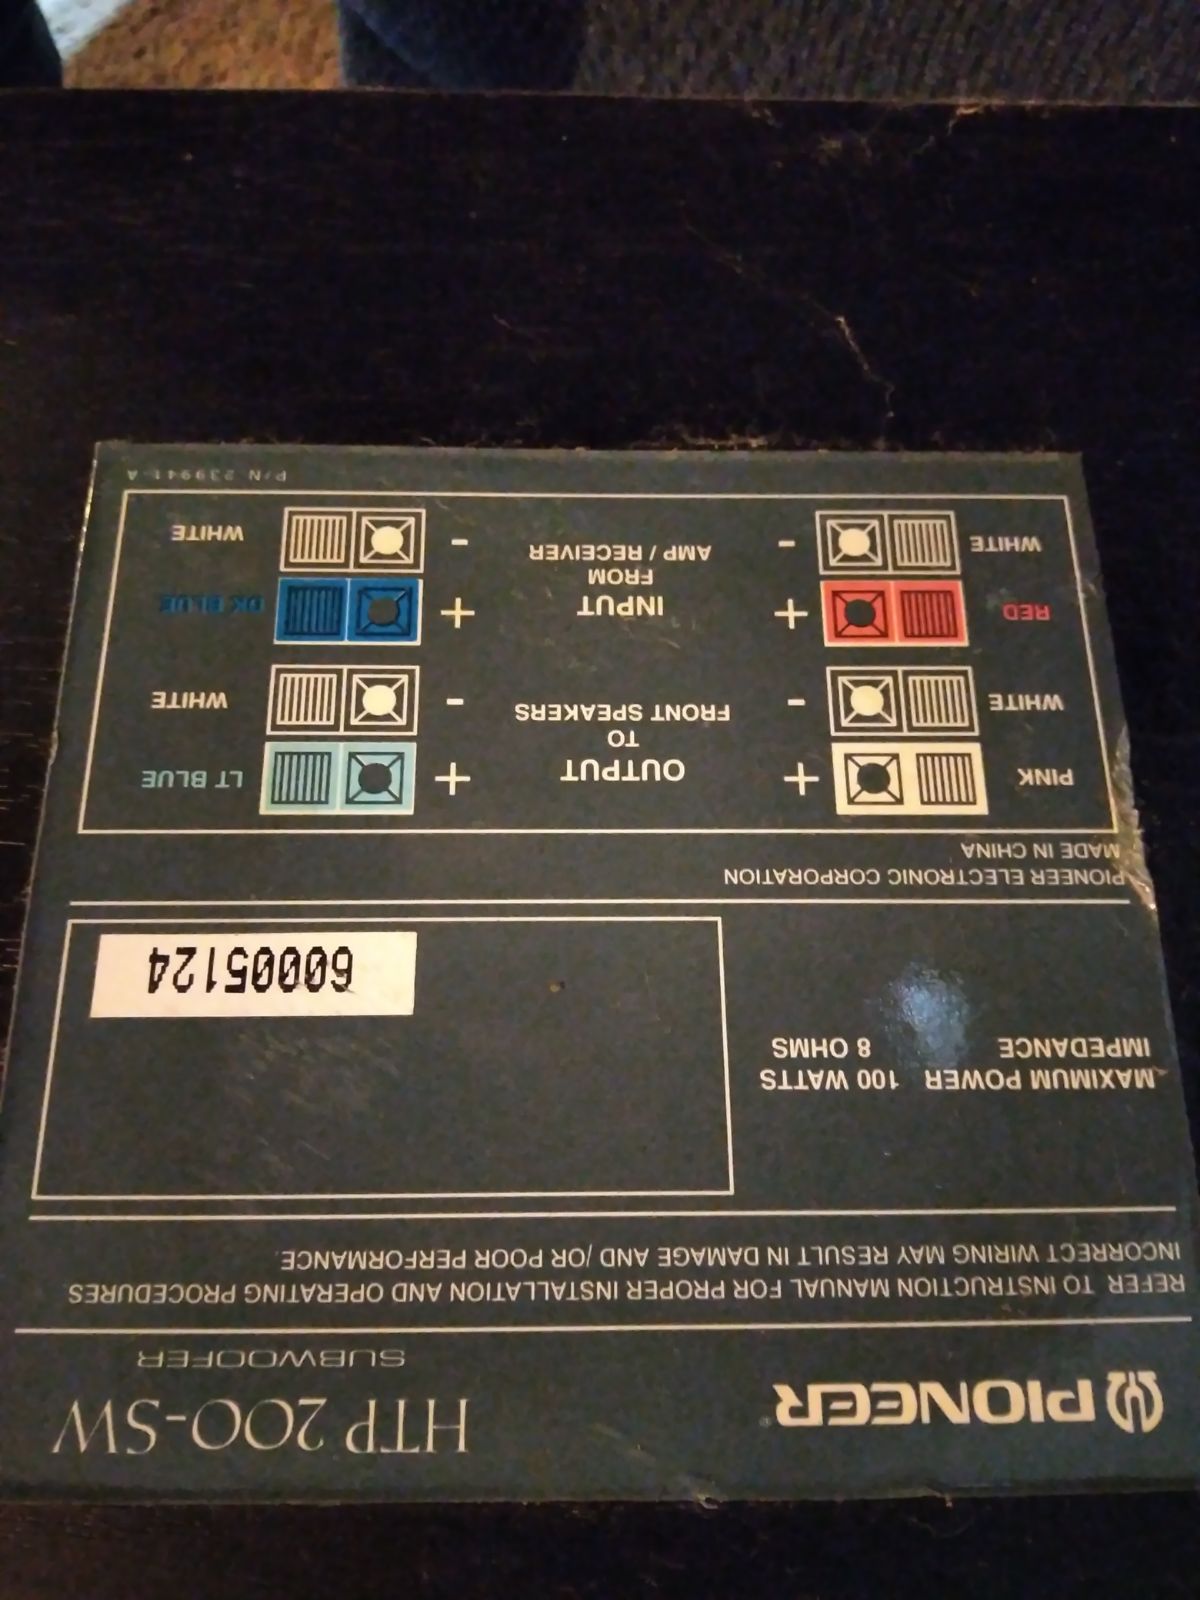 PIONEER®
HTP 200-SW
SUBWOOFER
REFER TO INSTRUCTION MANUAL FOR PROPER INSTALLATION AND OPERATING PROCEDURES.
INCORRECT WIRING MAY RESULT IN DAMAGE AND /OR POOR PERFORMANCE.
MAXIMUM POWER 100 WATTS
IMPEDANCE 8 OHMS
60005124
PIONEER ELECTRONIC CORPORATION
MADE IN CHINA
PINK + OUTPUT + LT BLUE
TO
WHITE - FRONT SPEAKERS - WHITE
RED + INPUT + DK BLUE
FROM
WHITE - AMP / RECEIVER - WHITE
P/N 239941-A